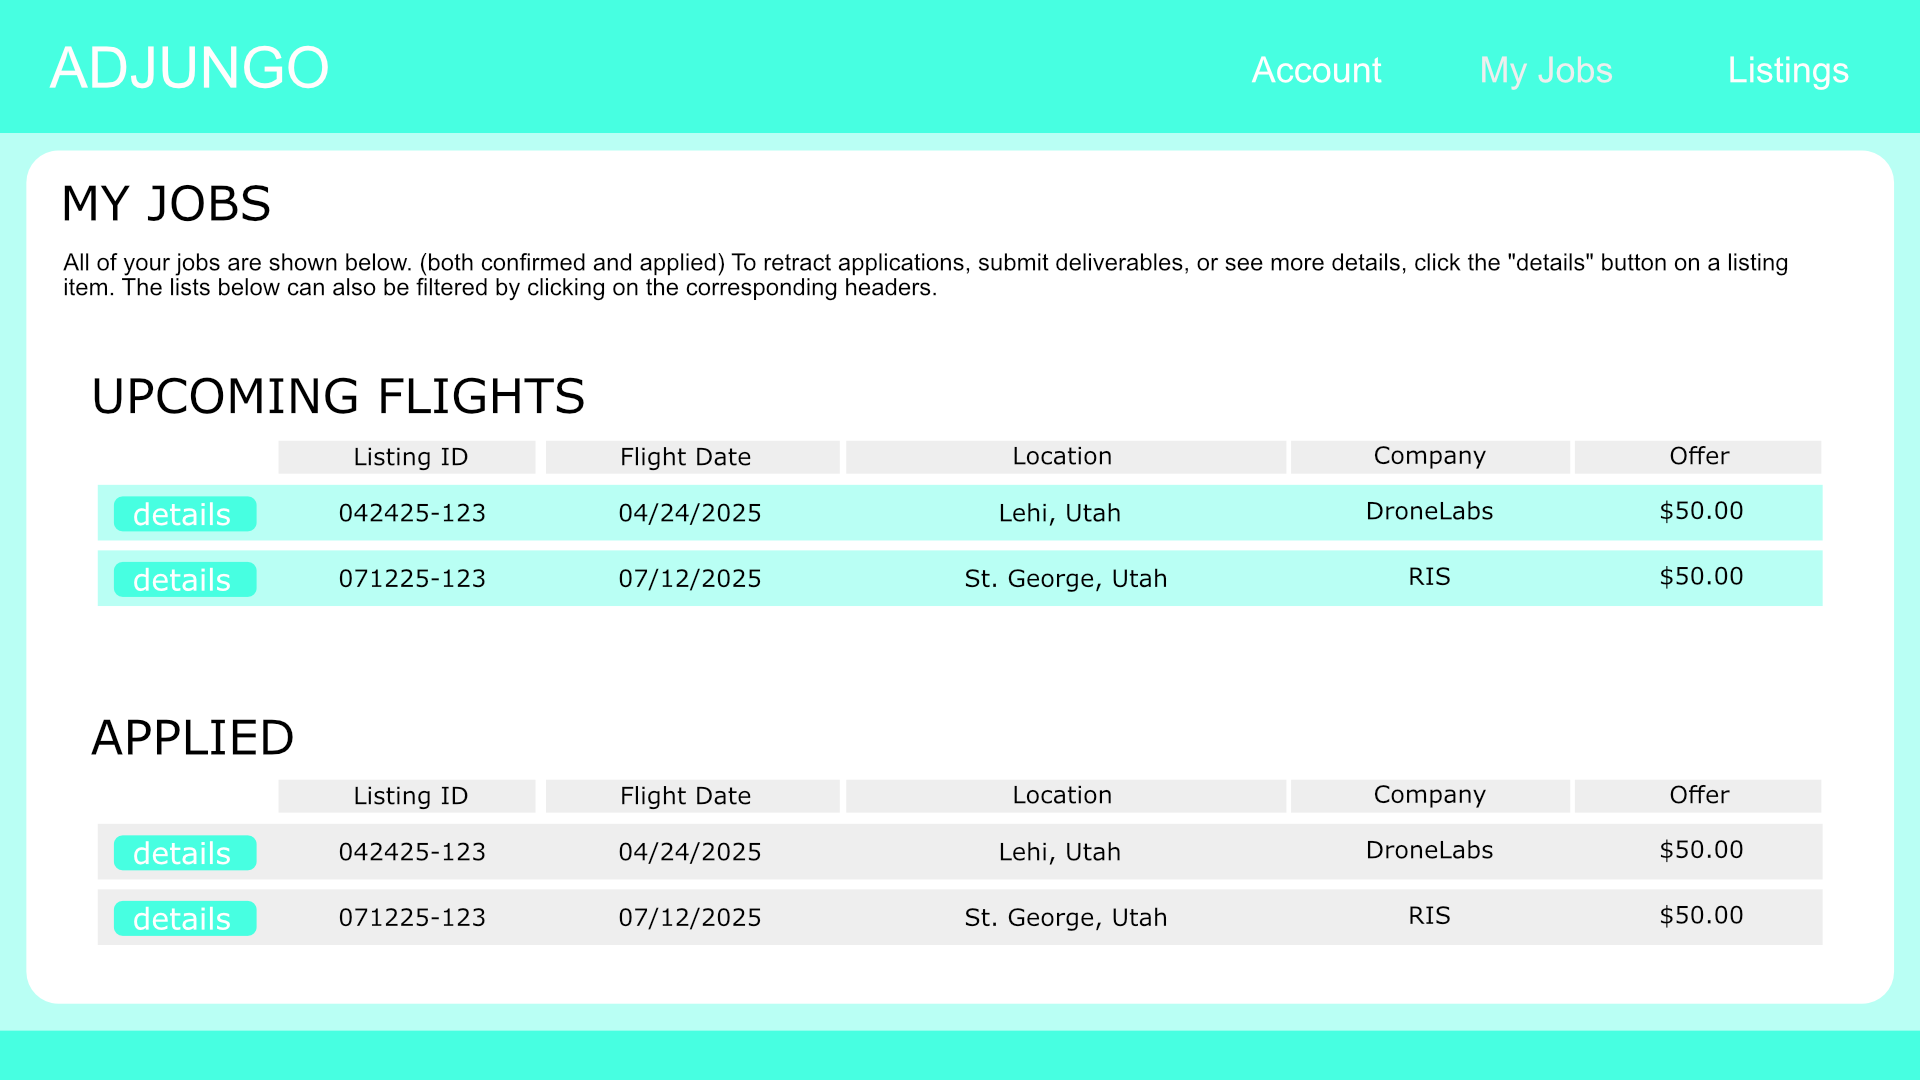 ADJUNGO
Account My Jobs Listings
MY JOBS
All of your jobs are shown below. (both confirmed and applied) To retract applications, submit deliverables, or see more details, click the "details" button on a listing
item. The lists below can also be filtered by clicking on the corresponding headers.
UPCOMING FLIGHTS
Listing ID Flight Date Location Company Offer
details 042425-123 04/24/2025 Lehi, Utah DroneLabs $50.00
details 071225-123 07/12/2025 St. George, Utah RIS $50.00
APPLIED
Listing ID Flight Date Location Company Offer
details 042425-123 04/24/2025 Lehi, Utah DroneLabs $50.00
details 071225-123 07/12/2025 St. George, Utah RIS $50.00